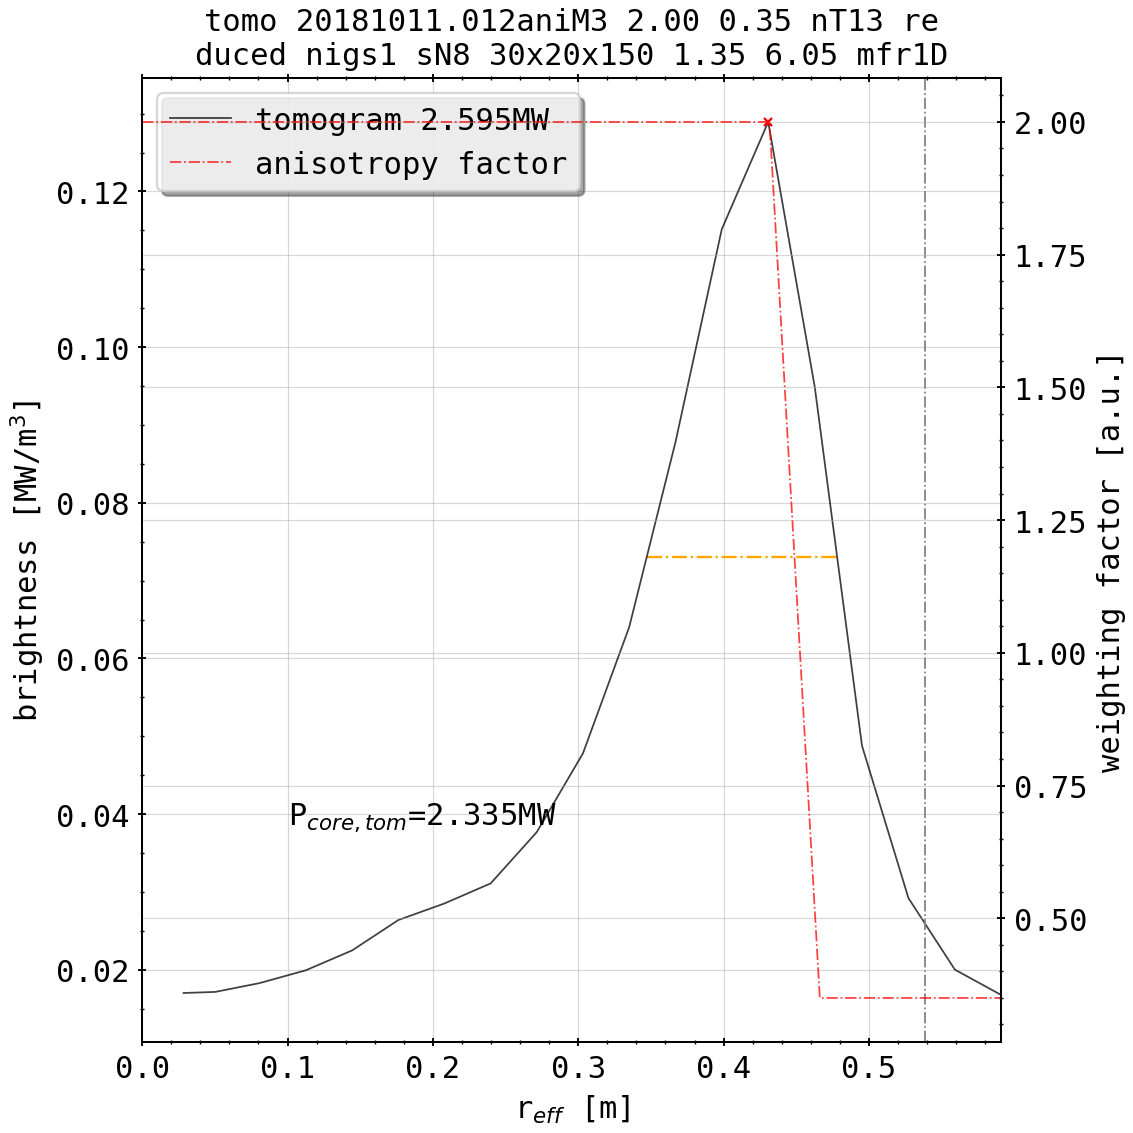 tomo 20181011.012aniM3 2.00 0.35 nT13 re
duced nigs1 sN8 30x20x150 1.35 6.05 mfr1D
tomogram 2.595MW
anisotropy factor
brightness [MW/m³]
0.12
0.10
0.08
0.06
0.04
0.02
P_core,tom=2.335MW
2.00
1.75
1.50
1.25
1.00
0.75
0.50
weighting factor [a.u.]
0.0 0.1 0.2 0.3 0.4 0.5
r_eff [m]